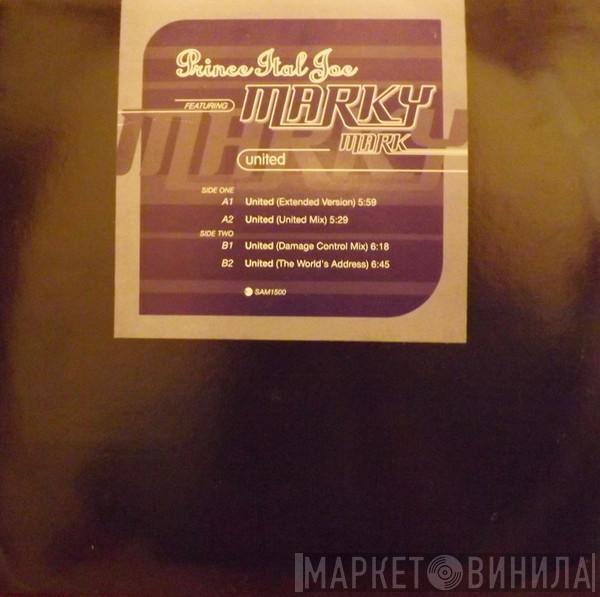 Prince Ital Joe
FEATURING
MARKY
MARK
united
SIDE ONE
A1 United (Extended Version) 5:59
A2 United (United Mix) 5:29
SIDE TWO
B1 United (Damage Control Mix) 6:18
B2 United (The World's Address) 6:45
SAM1500
МАРКЕТ ВИНИЛА